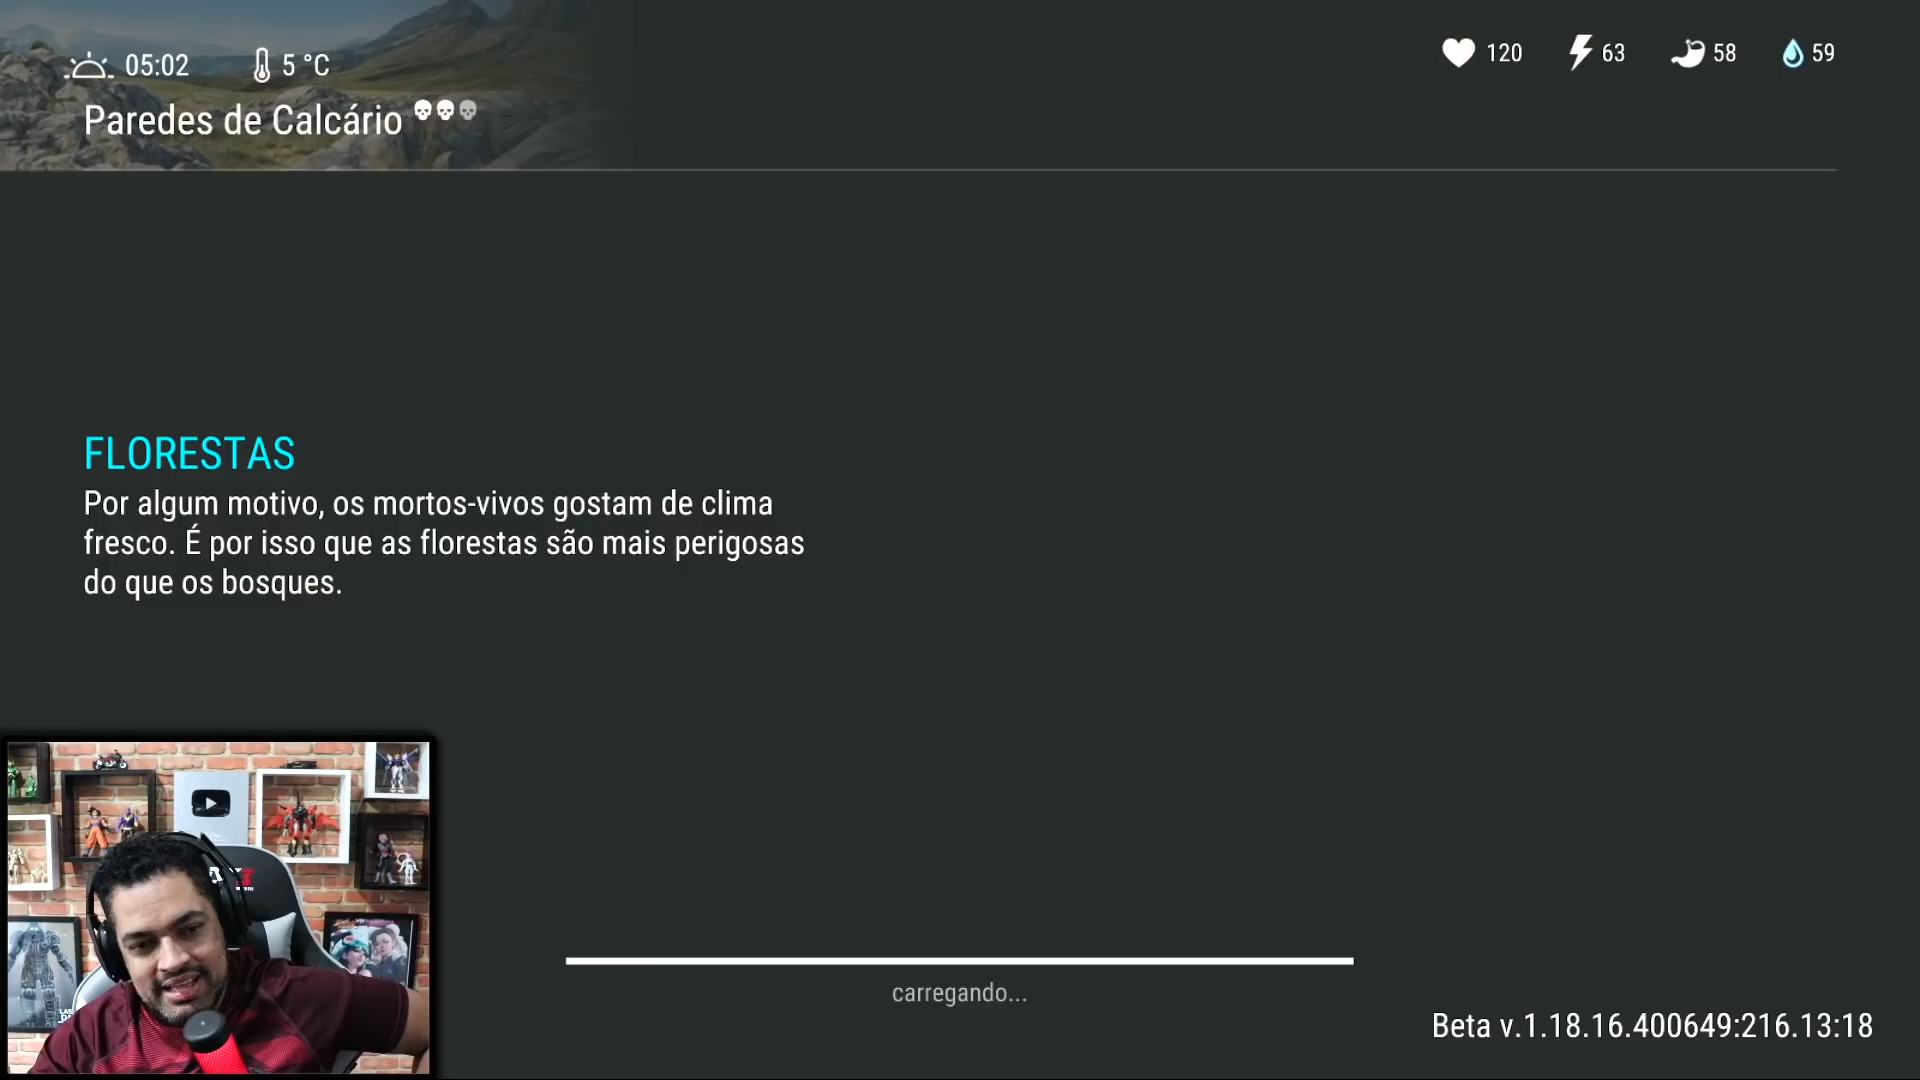 05:02
5 °C
120
63
58
59
Paredes de Calcário
FLORESTAS
Por algum motivo, os mortos-vivos gostam de clima
fresco. É por isso que as florestas são mais perigosas
do que os bosques.
carregando...
Beta v.1.18.16.400649:216.13:18